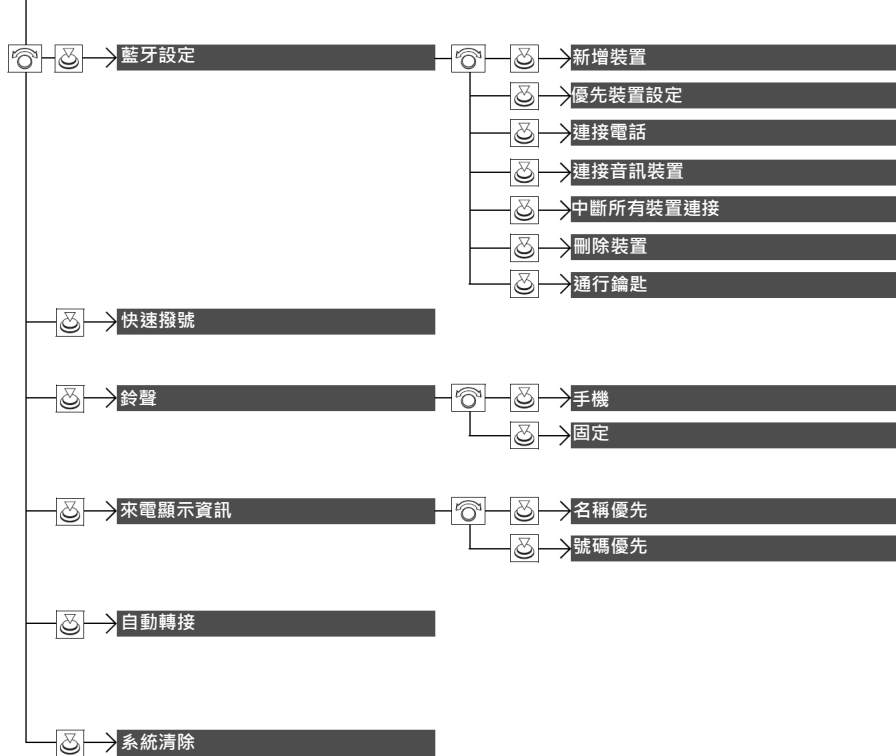 藍牙設定
新增裝置
優先裝置設定
連接電話
連接音訊裝置
中斷所有裝置連接
刪除裝置
通行鑰匙
快速撥號
鈴聲
手機
固定
來電顯示資訊
名稱優先
號碼優先
自動轉接
系統清除